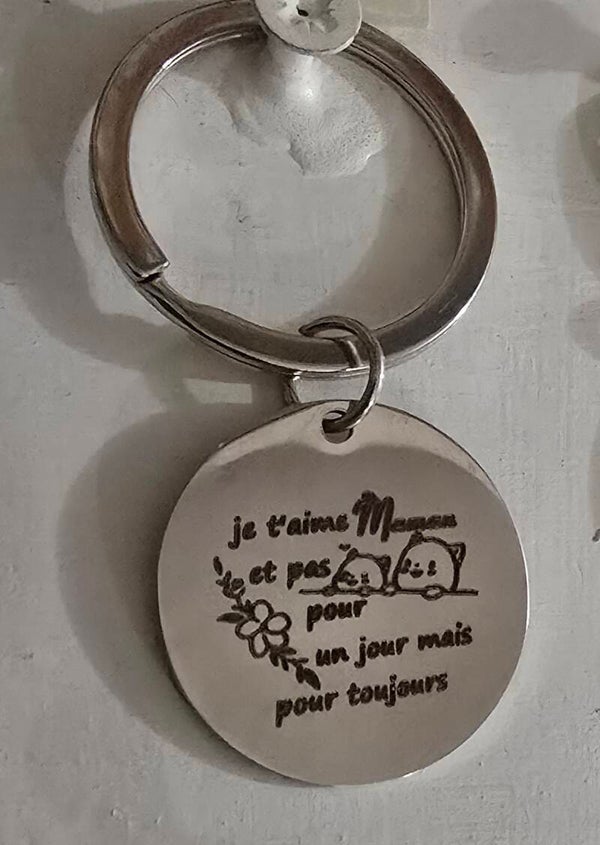 je t'aime Maman
et pas
pour
un jour mais
pour toujours